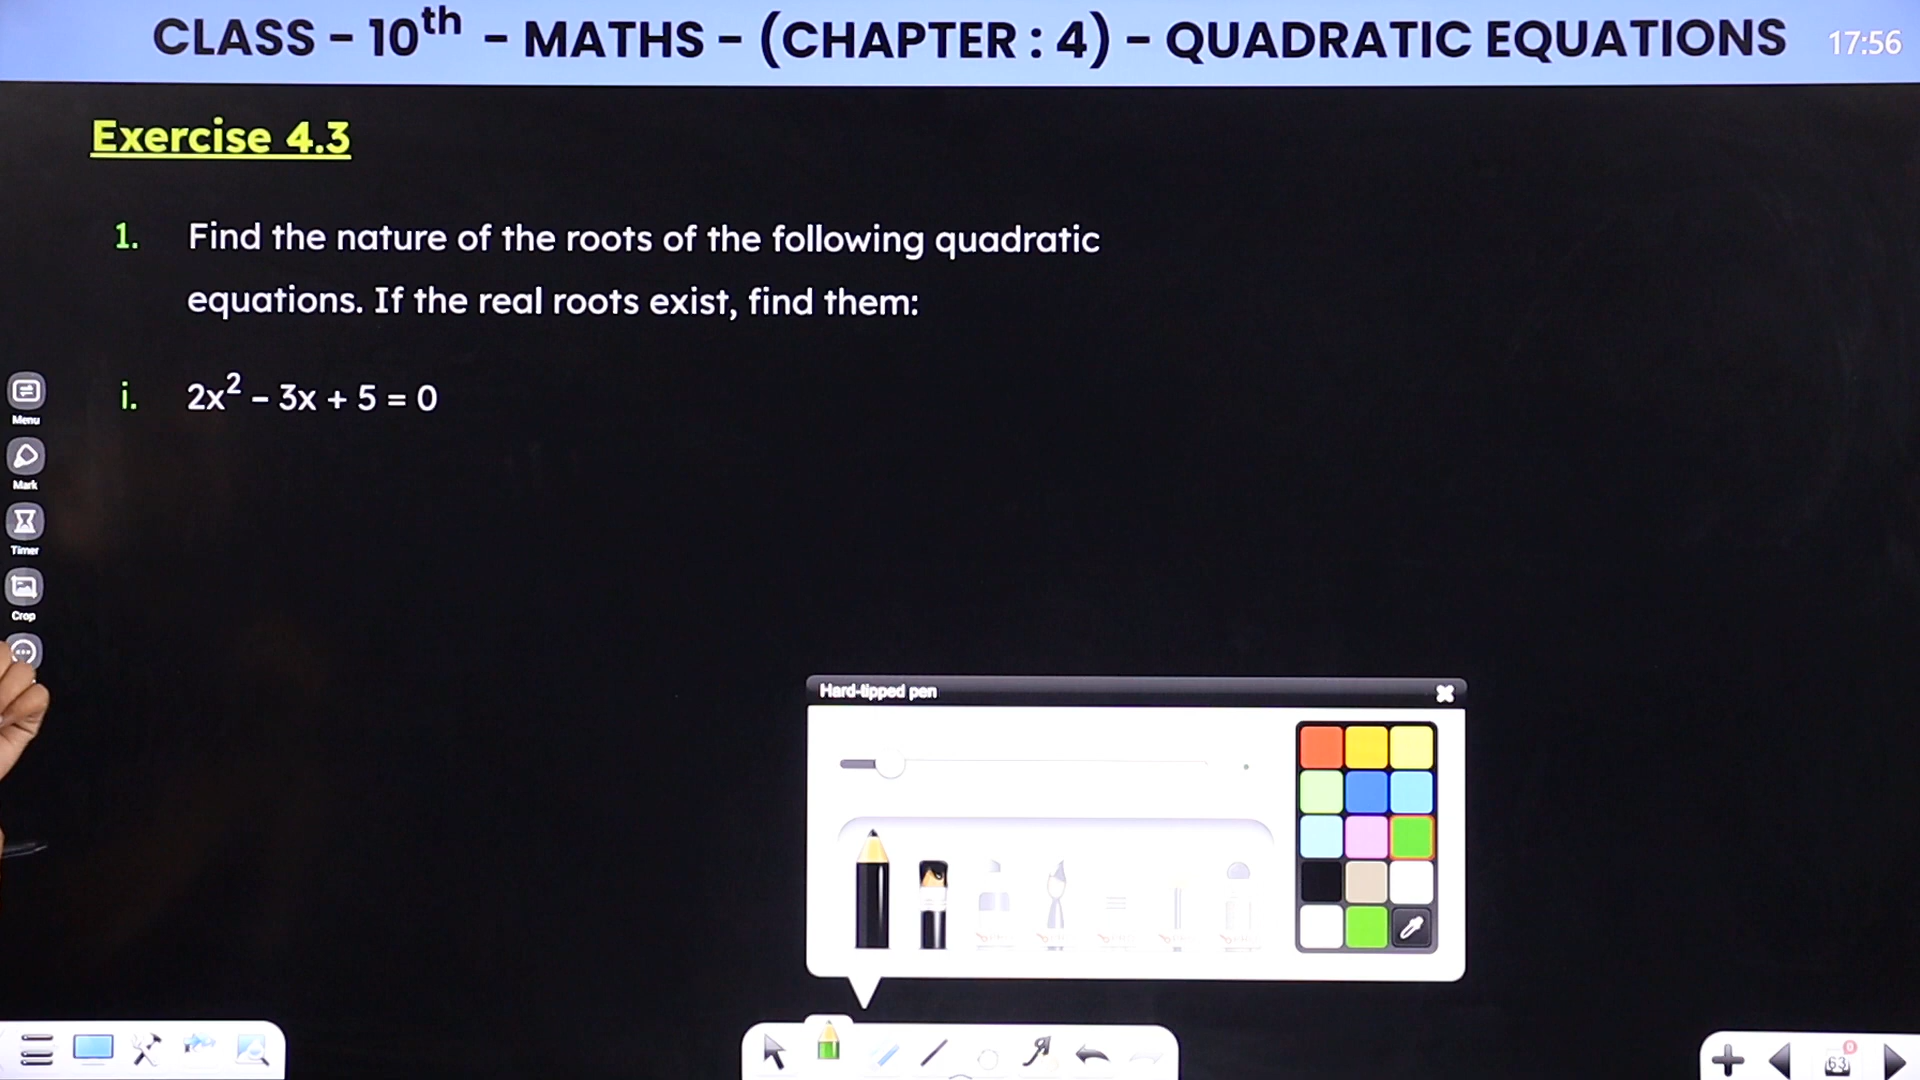 CLASS - 10th - MATHS - (CHAPTER : 4) - QUADRATIC EQUATIONS
17:56
Exercise 4.3
1. Find the nature of the roots of the following quadratic
equations. If the real roots exist, find them:
i. 2x² - 3x + 5 = 0
Menu
Mark
Timer
Crop
Hard-tipped pen
63